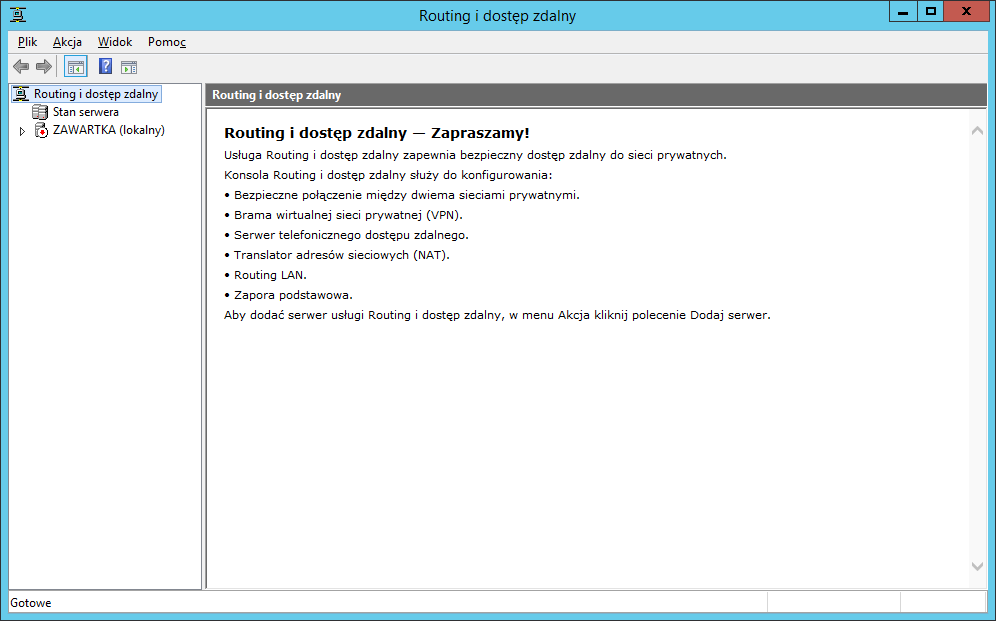 Routing i dostęp zdalny
Plik Akcja Widok Pomoc
Routing i dostęp zdalny
Stan serwera
ZAWARTKA (lokalny)
Routing i dostęp zdalny
Routing i dostęp zdalny — Zapraszamy!
Usługa Routing i dostęp zdalny zapewnia bezpieczny dostęp zdalny do sieci prywatnych.
Konsola Routing i dostęp zdalny służy do konfigurowania:
• Bezpieczne połączenie między dwiema sieciami prywatnymi.
• Brama wirtualnej sieci prywatnej (VPN).
• Serwer telefonicznego dostępu zdalnego.
• Translator adresów sieciowych (NAT).
• Routing LAN.
• Zapora podstawowa.
Aby dodać serwer usługi Routing i dostęp zdalny, w menu Akcja kliknij polecenie Dodaj serwer.
Gotowe